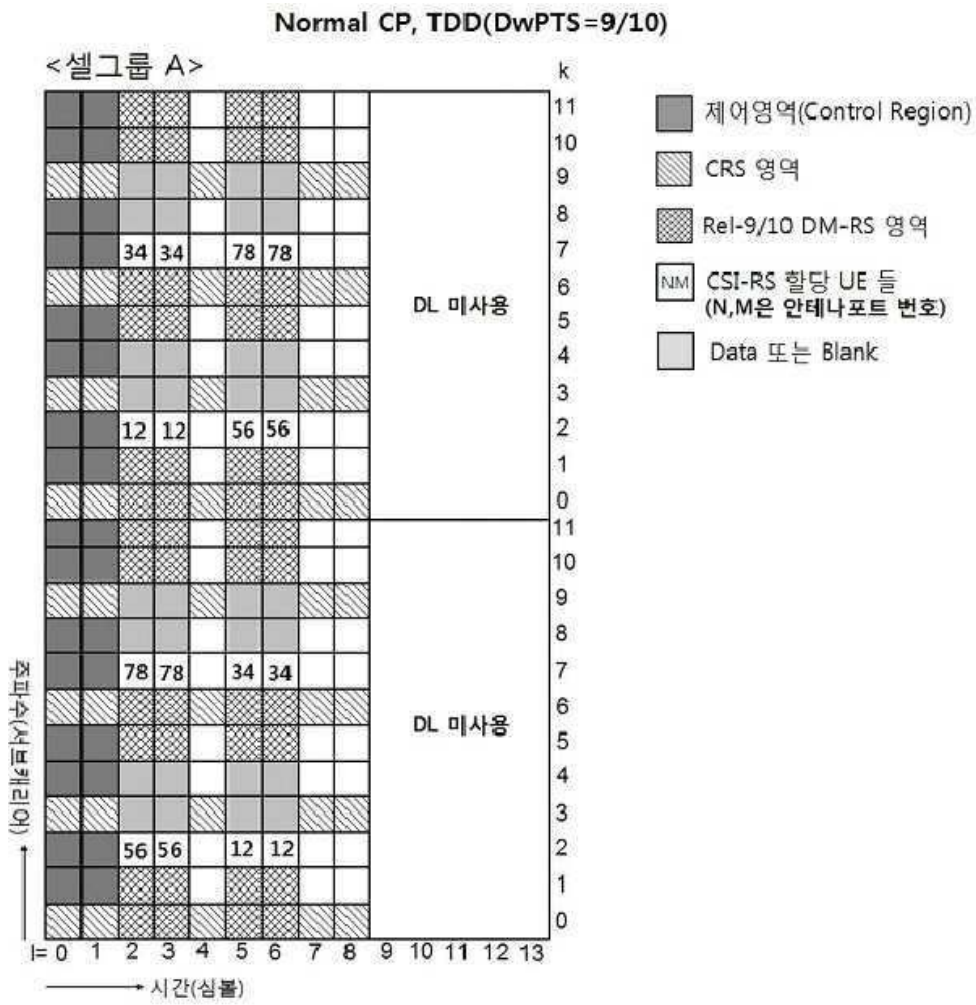 Normal CP, TDD(DwPTS=9/10)
<셀그룹 A>
k
11
10
9
8
34 34 78 78 7
6
5
4
3
12 12 56 56 2
1
0
DL 미사용
11
10
9
8
78 78 34 34 7
6
5
4
3
56 56 12 12 2
1
0
DL 미사용
l= 0 1 2 3 4 5 6 7 8 9 10 11 12 13
시간(심볼)
주파수(서브캐리어)
제어영역(Control Region)
CRS 영역
Rel-9/10 DM-RS 영역
NM CSI-RS 할당 UE 들
(N,M은 안테나포트 번호)
Data 또는 Blank